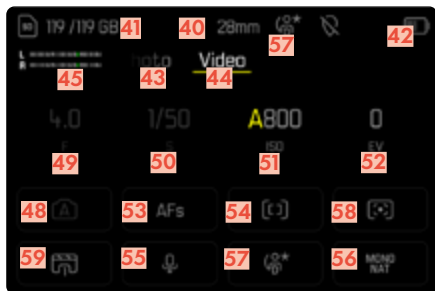 119 /119 GB 41 40 28mm 57 42
L
R 45
Photo Video
43 44
4.0 1/50 A800 0
F S ISO EV
49 50 51 52
48 A 53 AFs 54 58
59 55 57 56 MONO
NAT